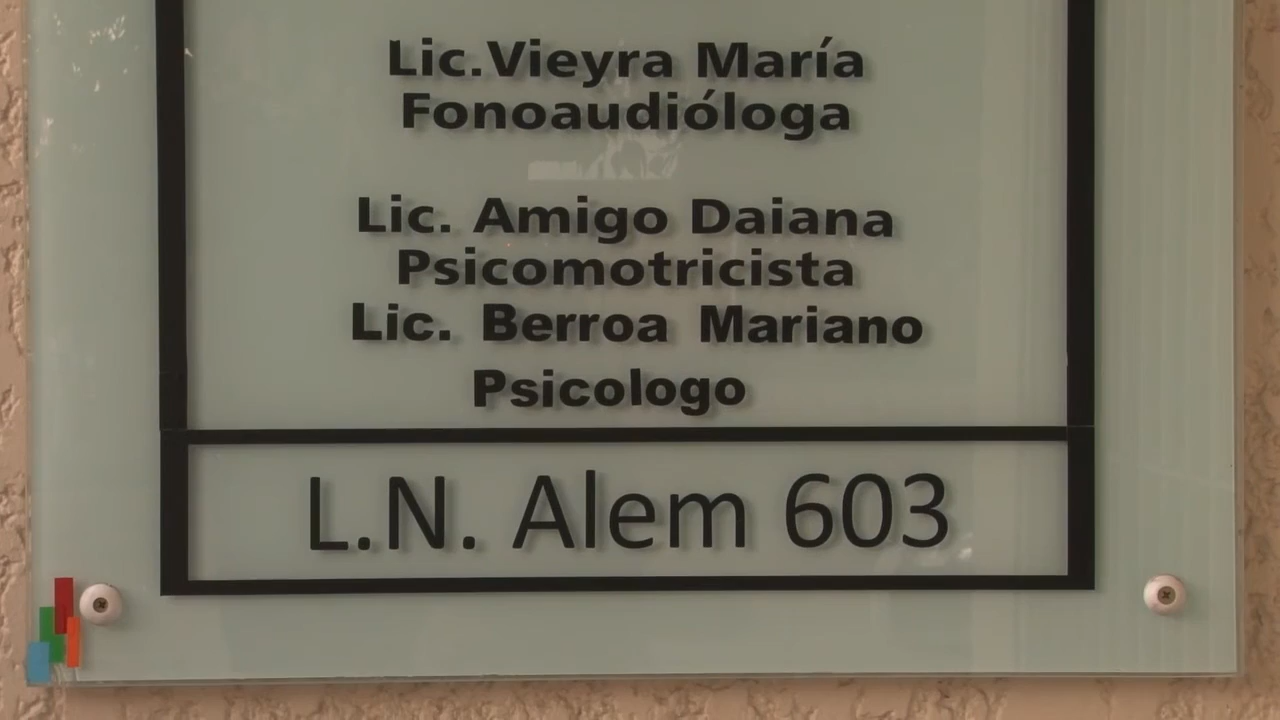 Lic.Vieyra María
Fonoaudióloga
Lic. Amigo Daiana
Psicomotricista
Lic. Berroa Mariano
Psicologo
L.N. Alem 603